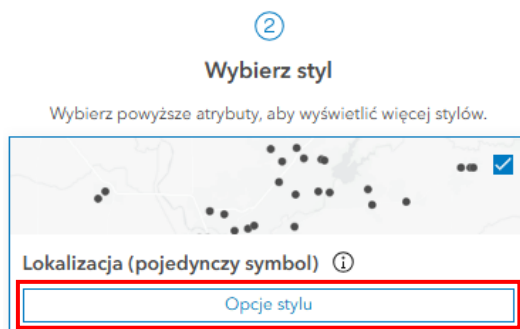 2
Wybierz styl
Wybierz powyższe atrybuty, aby wyświetlić więcej stylów.
Lokalizacja (pojedynczy symbol)
Opcje stylu